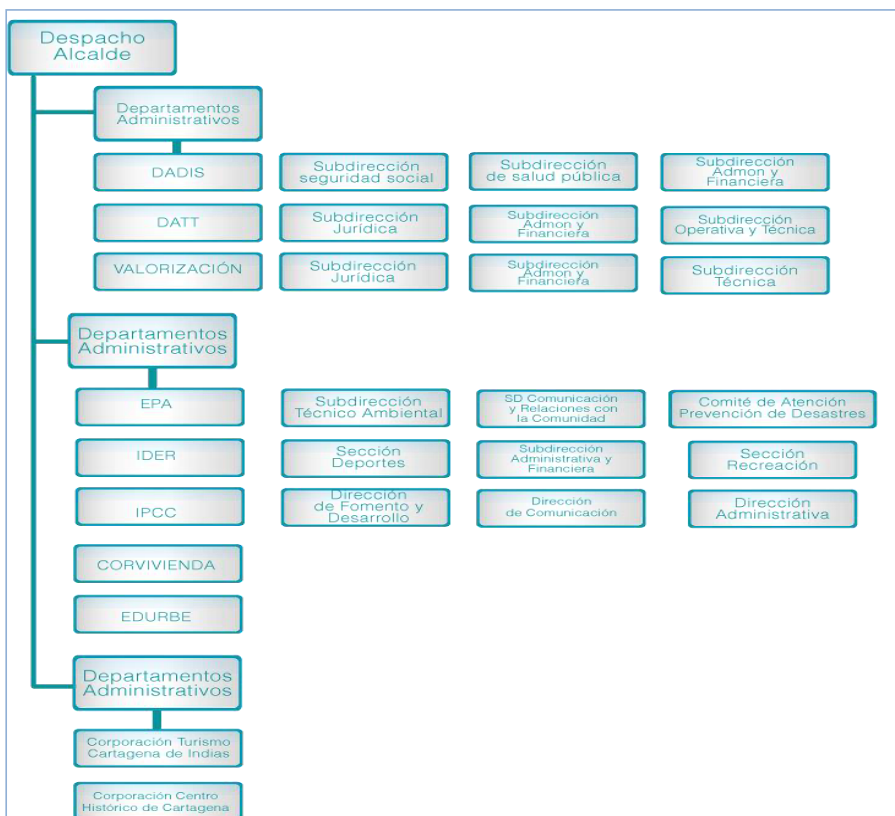 Despacho
Alcalde
Departamentos
Administrativos
DADIS
Subdirección
seguridad social
Subdirección
de salud pública
Subdirección
Admon y
Financiera
DATT
Subdirección
Jurídica
Subdirección
Admon y
Financiera
Subdirección
Operativa y Técnica
VALORIZACIÓN
Subdirección
Jurídica
Subdirección
Admon y
Financiera
Subdirección
Técnica
Departamentos
Administrativos
EPA
Subdirección
Técnico Ambiental
SD Comunicación
y Relaciones con
la Comunidad
Comité de Atención
Prevención de Desastres
IDER
Sección
Deportes
Subdirección
Administrativa y
Financiera
Sección
Recreación
IPCC
Dirección
de Fomento y
Desarrollo
Dirección
de Comunicación
Dirección
Administrativa
CORVIVIENDA
EDURBE
Departamentos
Administrativos
Corporación Turismo
Cartagena de Indias
Corporación Centro
Histórico de Cartagena